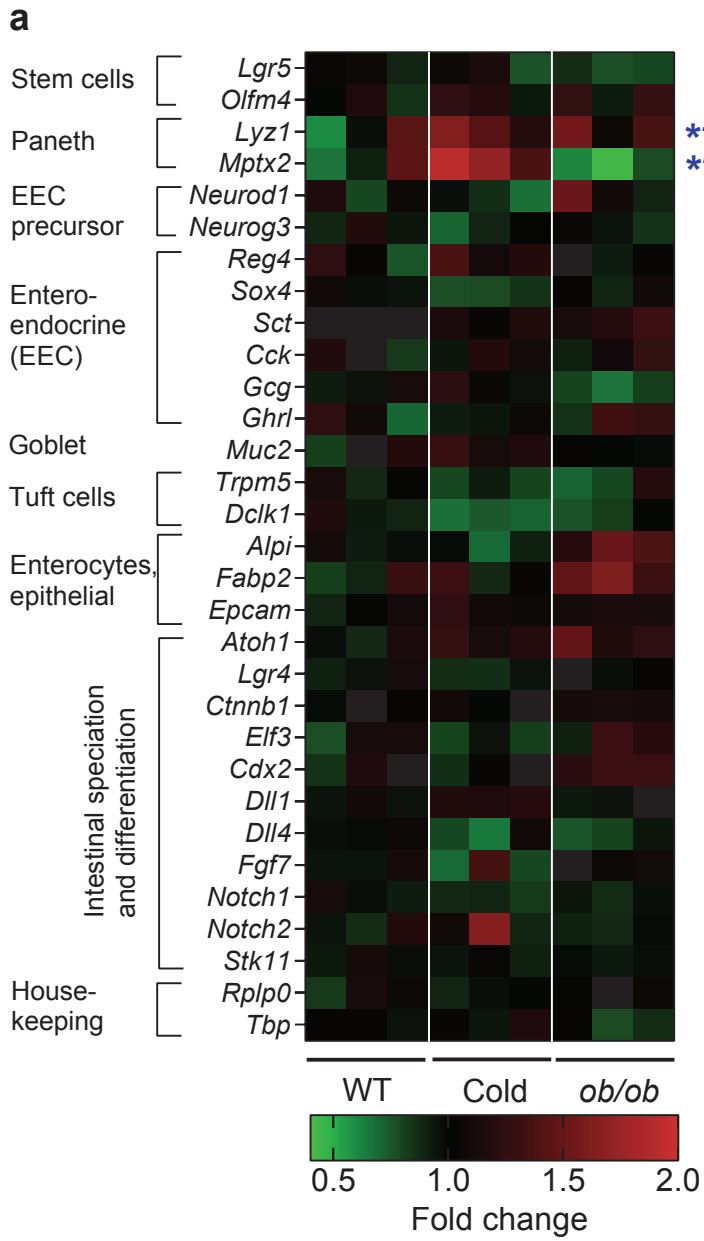 a
Stem cells
Lgr5
Olfm4
Paneth
Lyz1
**
Mptx2
**
EEC
precursor
Neurod1
Neurog3
Entero-
endocrine
(EEC)
Reg4
Sox4
Sct
Cck
Gcg
Ghrl
Goblet
Muc2
Tuft cells
Trpm5
Dclk1
Enterocytes,
epithelial
Alpi
Fabp2
Epcam
Intestinal speciation
and differentiation
Atoh1
Lgr4
Ctnnb1
Elf3
Cdx2
Dll1
Dll4
Fgf7
Notch1
Notch2
Stk11
House-
keeping
Rplp0
Tbp
WT Cold ob/ob
0.5 1.0 1.5 2.0
Fold change